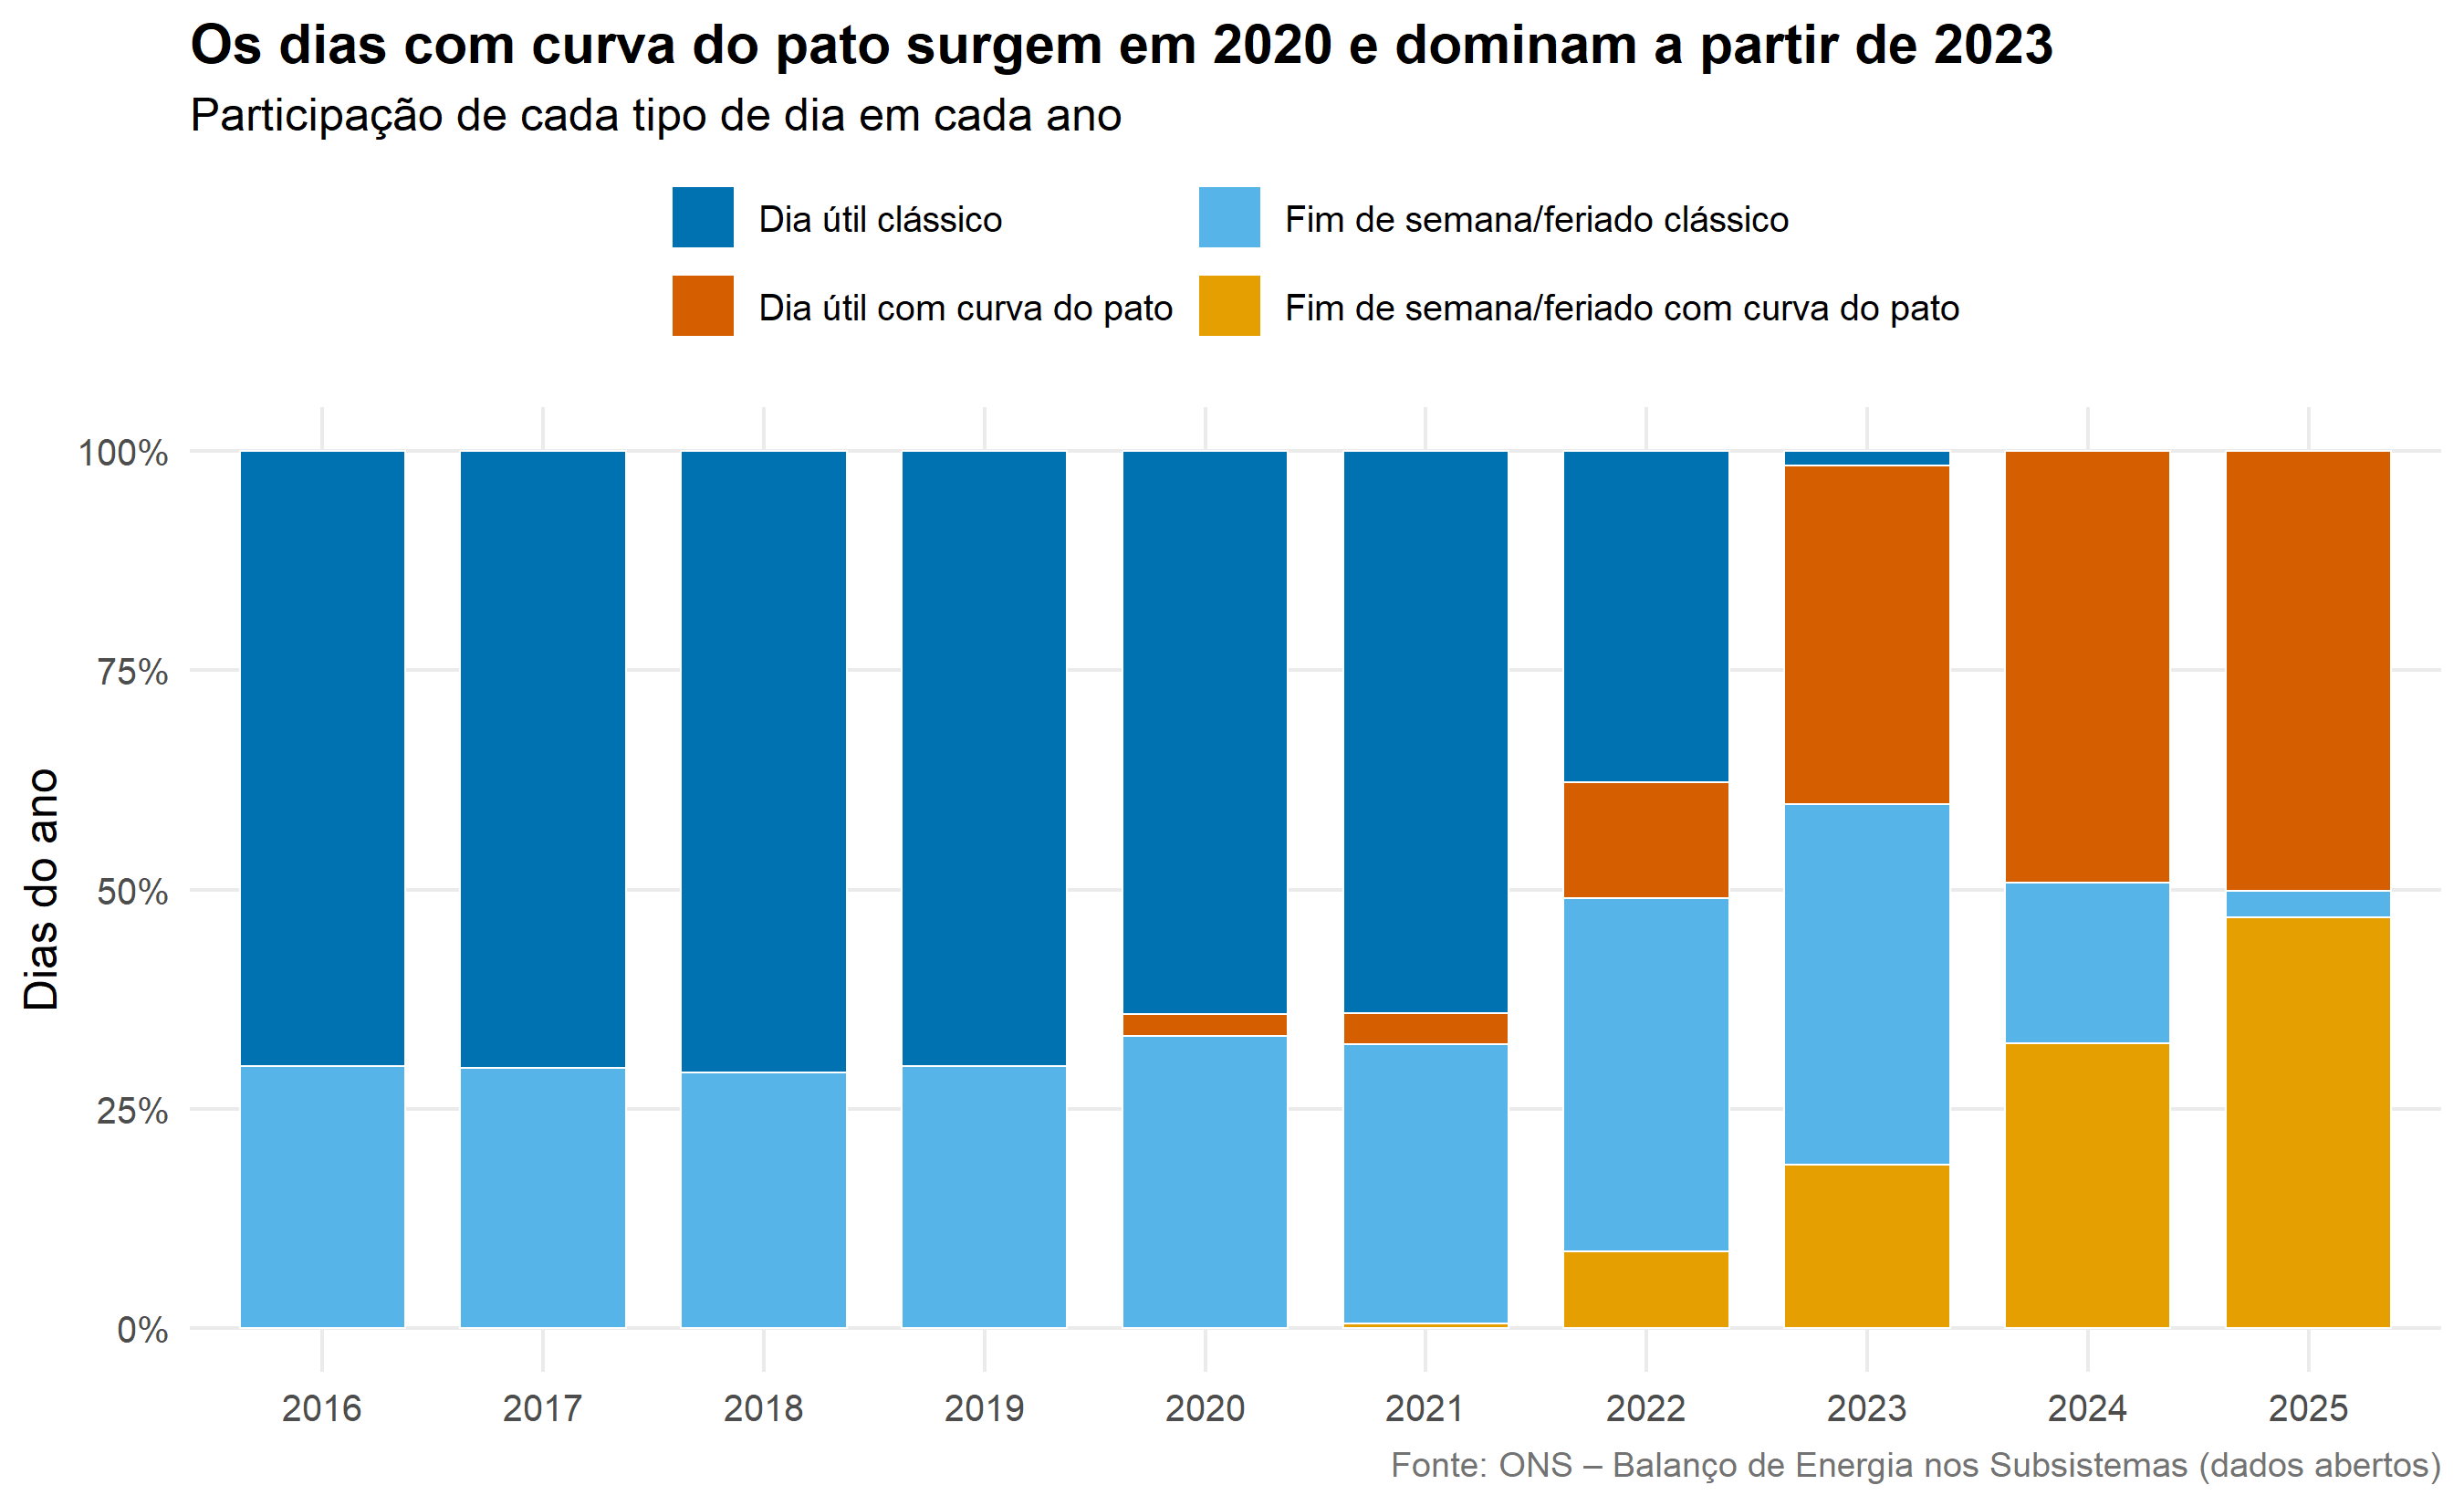 Os dias com curva do pato surgem em 2020 e dominam a partir de 2023
Participação de cada tipo de dia em cada ano
Dia útil clássico
Fim de semana/feriado clássico
Dia útil com curva do pato
Fim de semana/feriado com curva do pato
Dias do ano
100%
75%
50%
25%
0%
2016 2017 2018 2019 2020 2021 2022 2023 2024 2025
Fonte: ONS – Balanço de Energia nos Subsistemas (dados abertos)